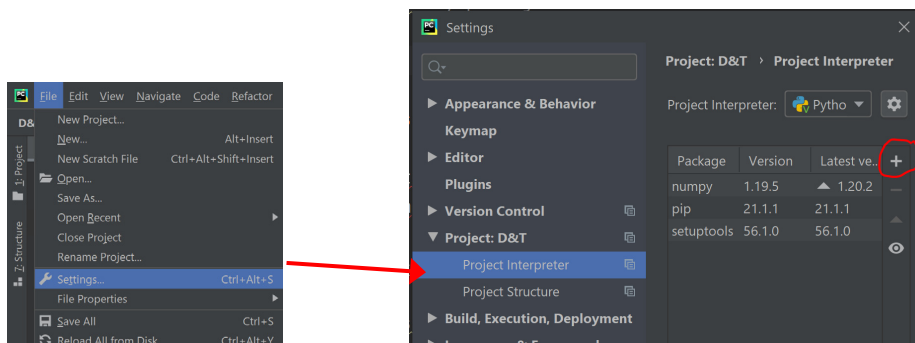 PC File Edit View Navigate Code Refactor
D&
New Project...
New... Alt+Insert
New Scratch File Ctrl+Alt+Shift+Insert
Open...
Save As...
Open Recent
Close Project
Rename Project...
Settings... Ctrl+Alt+S
File Properties
Save All Ctrl+S
Reload All from Disk Ctrl+Alt+Y
1: Project
7: Structure
PC Settings
Appearance & Behavior
Keymap
Editor
Plugins
Version Control
Project: D&T
Project Interpreter
Project Structure
Build, Execution, Deployment
Project: D&T › Project Interpreter
Project Interpreter: Pytho
Package Version Latest ve..
numpy 1.19.5 1.20.2
pip 21.1.1 21.1.1
setuptools 56.1.0 56.1.0